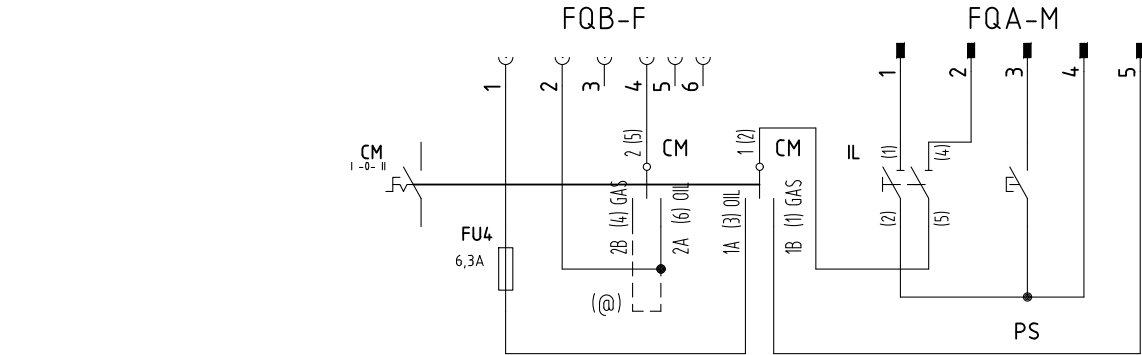 FQB-F
FQA-M
1
2
3
4
5
6
1
2
3
4
5
CM
I -0- II
2 (5)
CM
1 (2)
CM
IL
(1)
(4)
2B (4) GAS
2A (6) OIL
1A (3) OIL
1B (1) GAS
(2)
(5)
FU4
6,3A
(@)
PS